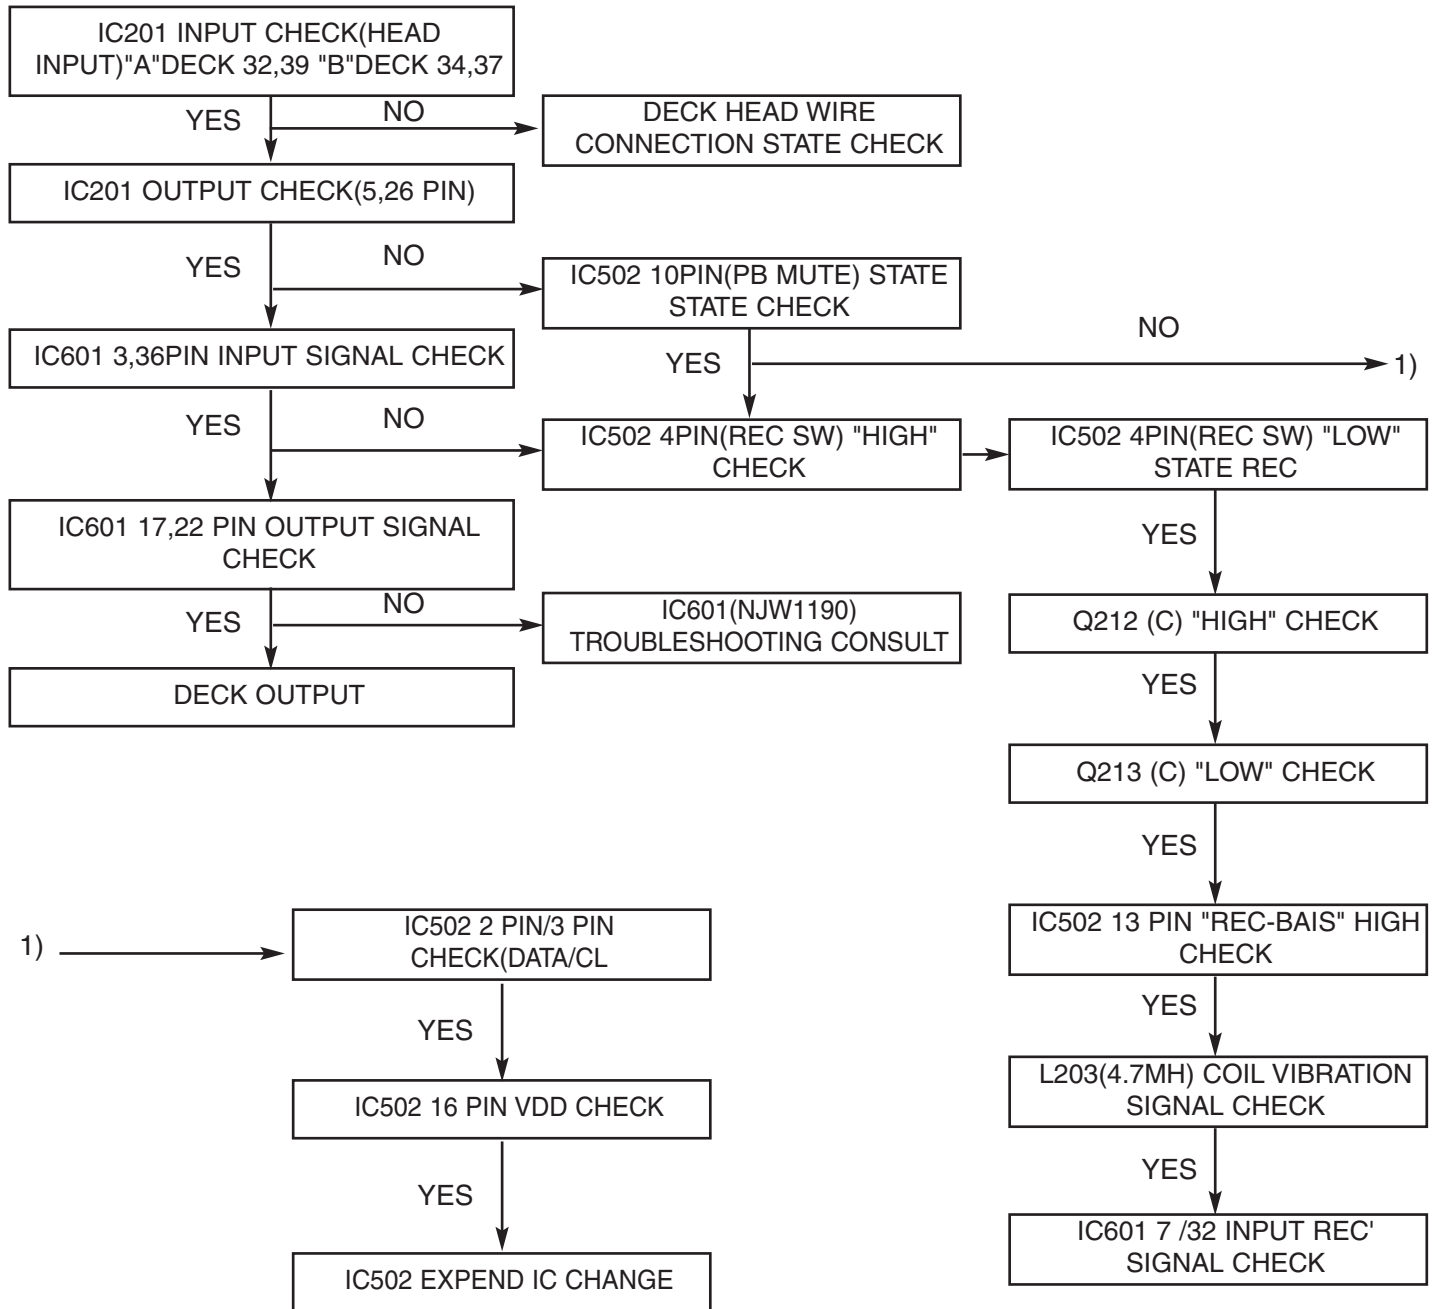 IC201 INPUT CHECK(HEAD
INPUT)"A"DECK 32,39 "B"DECK 34,37
YES
NO
DECK HEAD WIRE
CONNECTION STATE CHECK
IC201 OUTPUT CHECK(5,26 PIN)
YES
NO
IC502 10PIN(PB MUTE) STATE
STATE CHECK
IC601 3,36PIN INPUT SIGNAL CHECK
YES
NO
1)
YES
NO
IC502 4PIN(REC SW) "HIGH"
CHECK
IC502 4PIN(REC SW) "LOW"
STATE REC
IC601 17,22 PIN OUTPUT SIGNAL
CHECK
YES
NO
IC601(NJW1190)
TROUBLESHOOTING CONSULT
DECK OUTPUT
YES
Q212 (C) "HIGH" CHECK
YES
Q213 (C) "LOW" CHECK
YES
IC502 13 PIN "REC-BAIS" HIGH
CHECK
YES
L203(4.7MH) COIL VIBRATION
SIGNAL CHECK
YES
IC601 7 /32 INPUT REC'
SIGNAL CHECK
1)
IC502 2 PIN/3 PIN
CHECK(DATA/CL
YES
IC502 16 PIN VDD CHECK
YES
IC502 EXPEND IC CHANGE